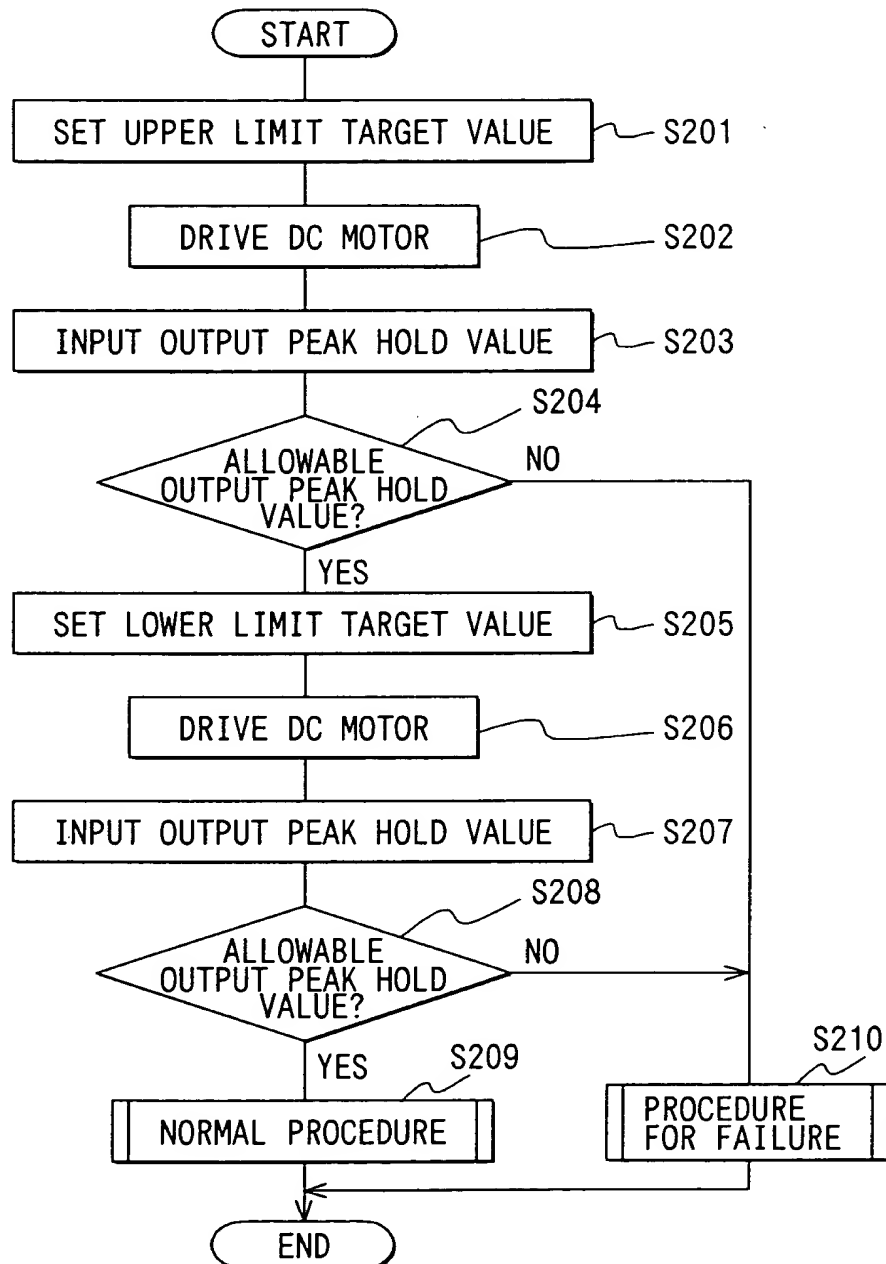 START
SET UPPER LIMIT TARGET VALUE
S201
DRIVE DC MOTOR
S202
INPUT OUTPUT PEAK HOLD VALUE
S203
S204
ALLOWABLE
OUTPUT PEAK HOLD
VALUE?
NO
YES
SET LOWER LIMIT TARGET VALUE
S205
DRIVE DC MOTOR
S206
INPUT OUTPUT PEAK HOLD VALUE
S207
S208
ALLOWABLE
OUTPUT PEAK HOLD
VALUE?
NO
YES
S209
NORMAL PROCEDURE
S210
PROCEDURE
FOR FAILURE
END